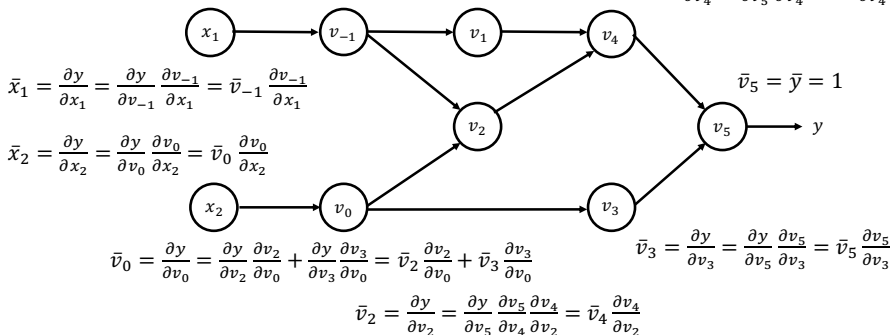 x₁ v₋₁ v₁ v₄
x̄₁ = ∂y/∂x₁ = ∂y/∂v₋₁ ∂v₋₁/∂x₁ = v̄₋₁ ∂v₋₁/∂x₁
v̄₅ = ȳ = 1
v₂ v₅ y
x̄₂ = ∂y/∂x₂ = ∂y/∂v₀ ∂v₀/∂x₂ = v̄₀ ∂v₀/∂x₂
x₂ v₀ v₃
v̄₀ = ∂y/∂v₀ = ∂y/∂v₂ ∂v₂/∂v₀ + ∂y/∂v₃ ∂v₃/∂v₀ = v̄₂ ∂v₂/∂v₀ + v̄₃ ∂v₃/∂v₀
v̄₃ = ∂y/∂v₃ = ∂y/∂v₅ ∂v₅/∂v₃ = v̄₅ ∂v₅/∂v₃
v̄₂ = ∂y/∂v₂ = ∂y/∂v₅ ∂v₅/∂v₄ ∂v₄/∂v₂ = v̄₄ ∂v₄/∂v₂